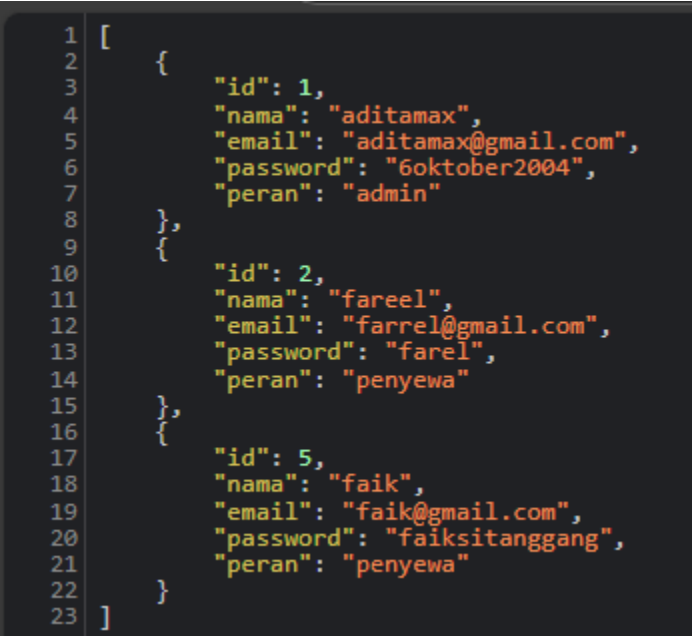 1 [
2 {
3 "id": 1,
4 "nama": "aditamax",
5 "email": "aditamax@gmail.com",
6 "password": "6oktober2004",
7 "peran": "admin"
8 },
9 {
10 "id": 2,
11 "nama": "fareel",
12 "email": "farrel@gmail.com",
13 "password": "farel",
14 "peran": "penyewa"
15 },
16 {
17 "id": 5,
18 "nama": "faik",
19 "email": "faik@gmail.com",
20 "password": "faiksitanggang",
21 "peran": "penyewa"
22 }
23 ]